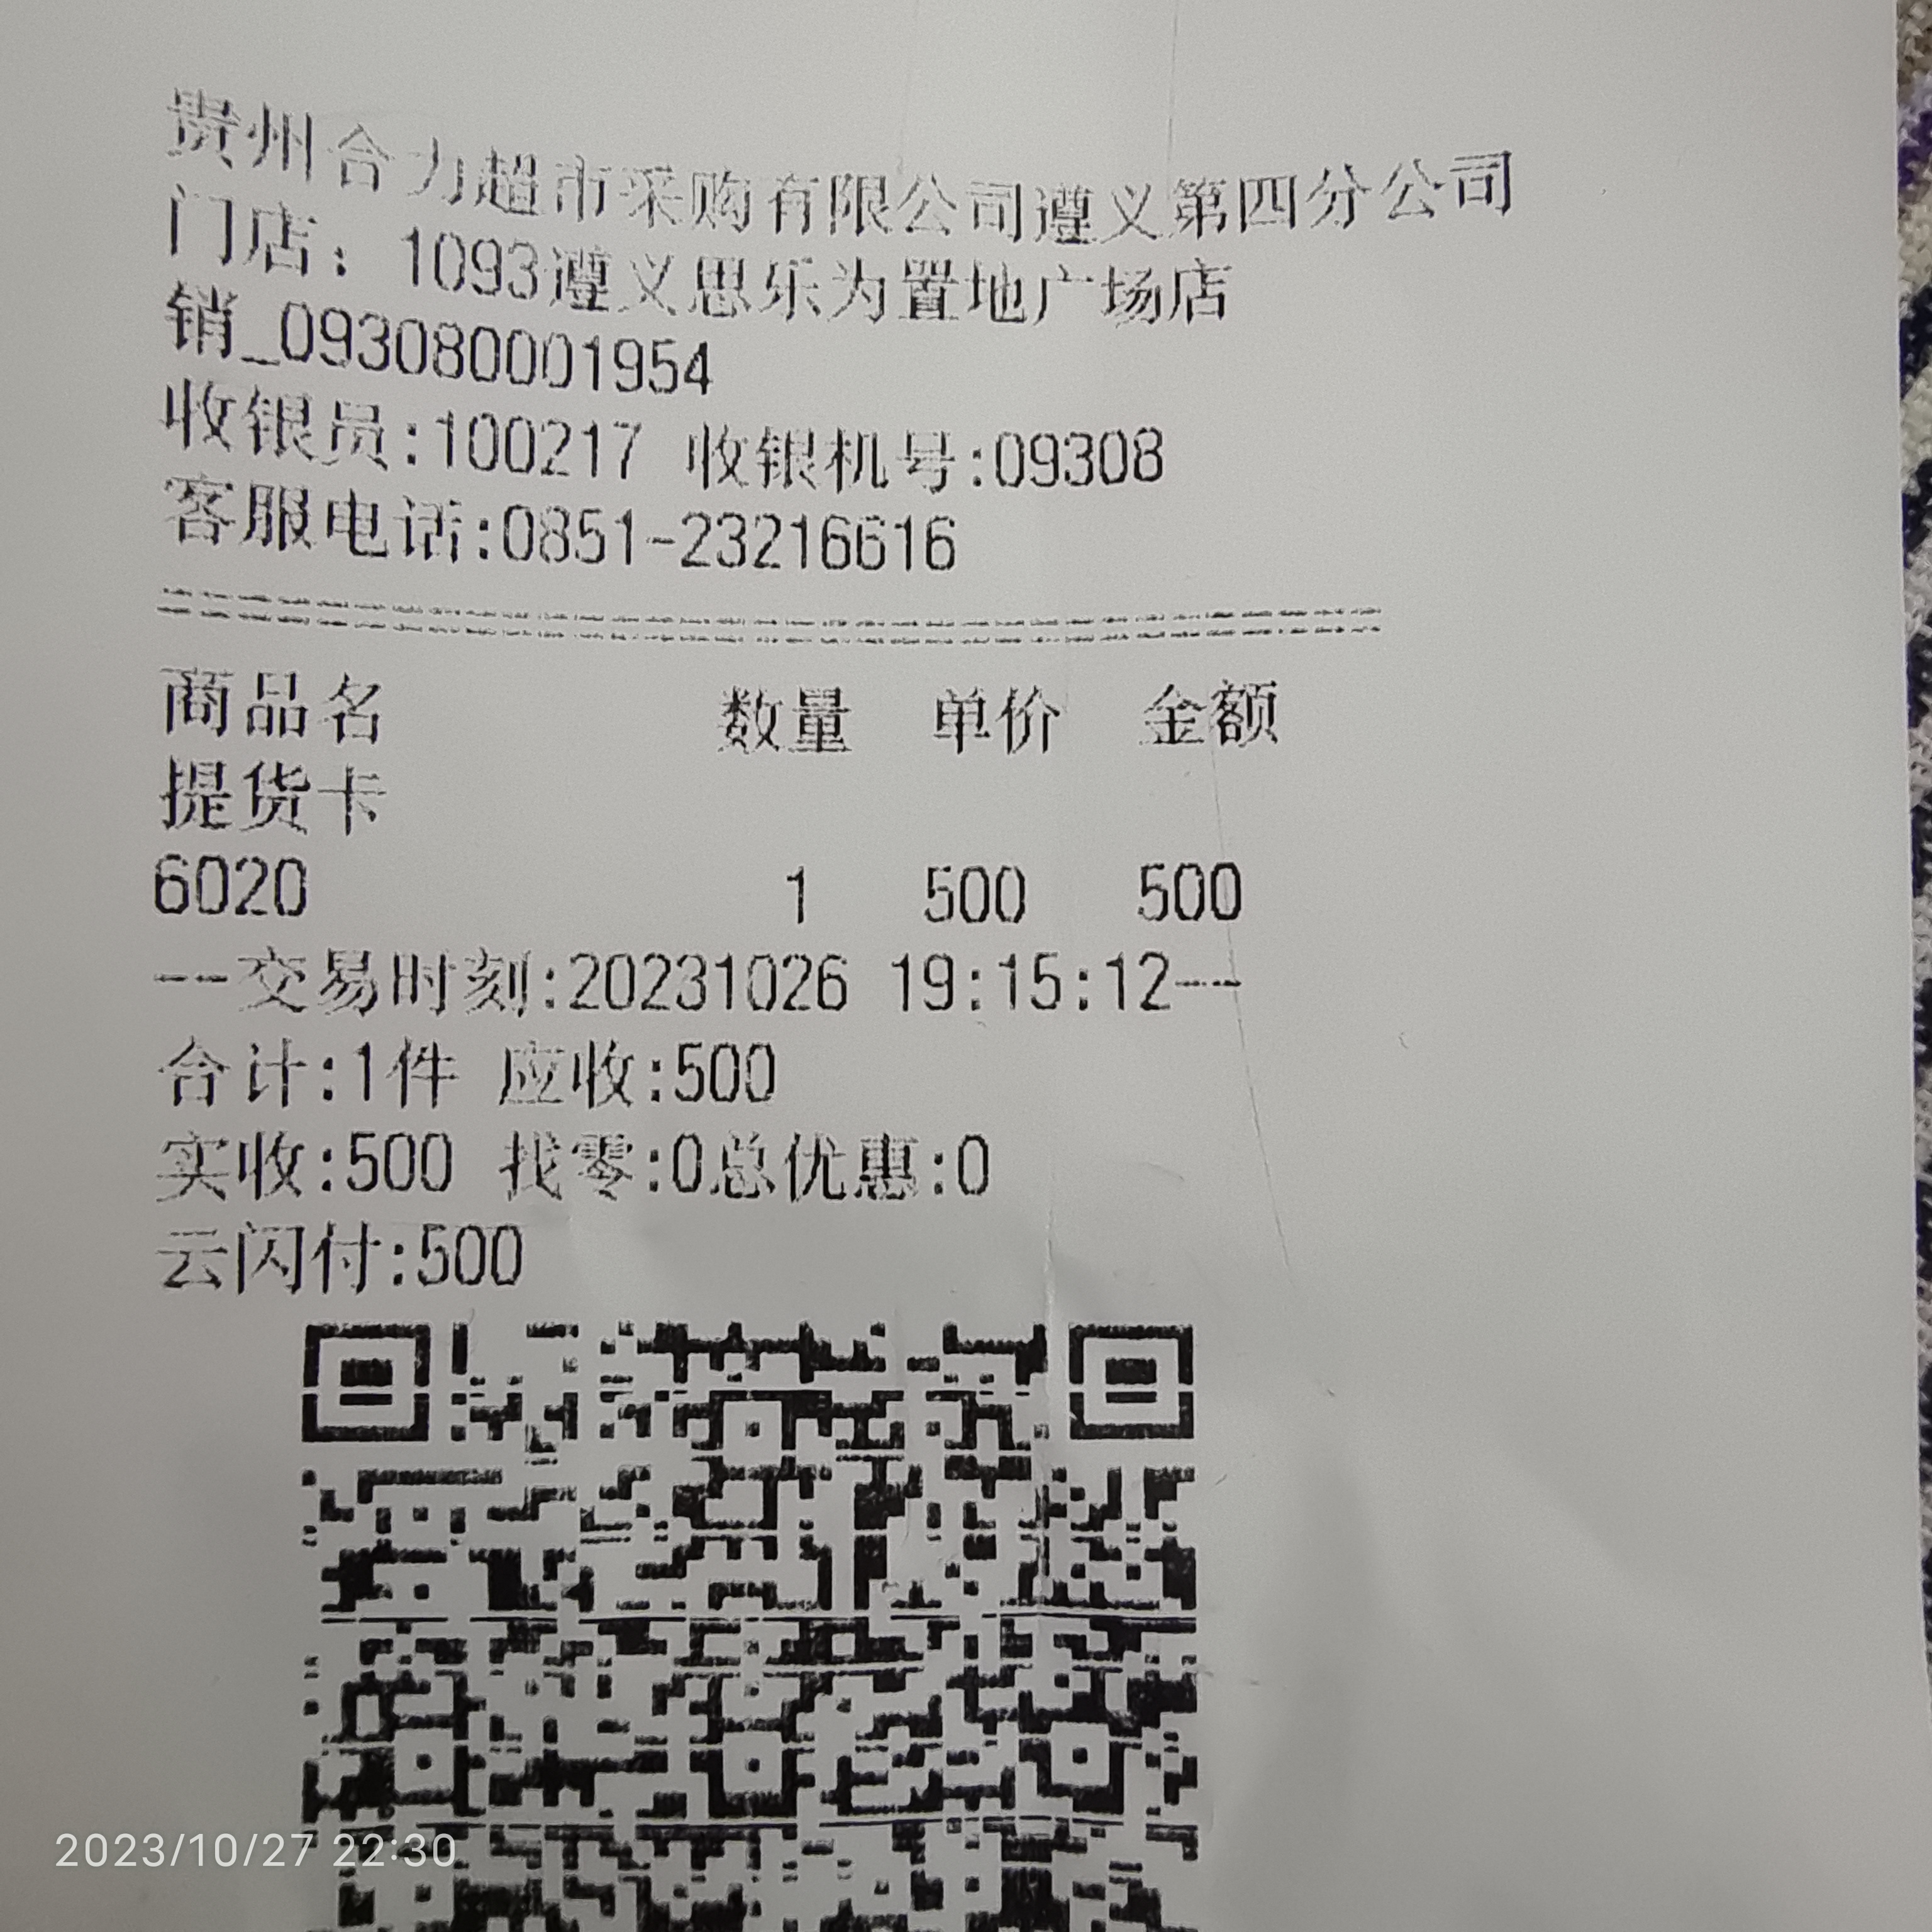 贵州合力超市采购有限公司遵义第四分公司
门店：1093遵义思乐为置地广场店
销_093080001954
收银员:100217 收银机号:09308
客服电话:0851-23216616
商品名 数量 单价 金额
提货卡
6020 1 500 500
--交易时刻:20231026 19:15:12--
合计:1件 应收:500
实收:500 找零:0总优惠:0
云闪付:500
2023/10/27 22:30